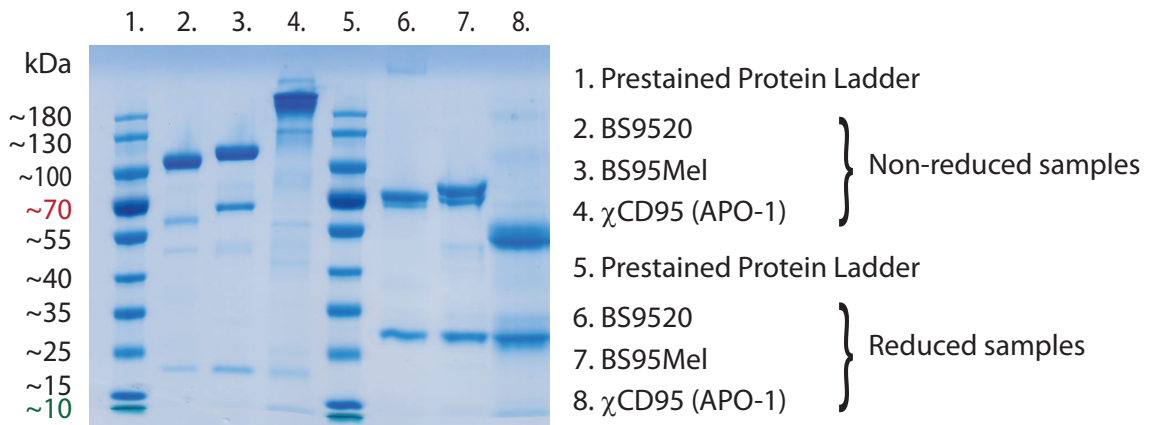 1. 2. 3. 4. 5. 6. 7. 8.
kDa
~180
~130
~100
~70
~55
~40
~35
~25
~15
~10
1. Prestained Protein Ladder
2. BS9520
3. BS95Mel
4. χCD95 (APO-1)
Non-reduced samples
5. Prestained Protein Ladder
6. BS9520
7. BS95Mel
8. χCD95 (APO-1)
Reduced samples